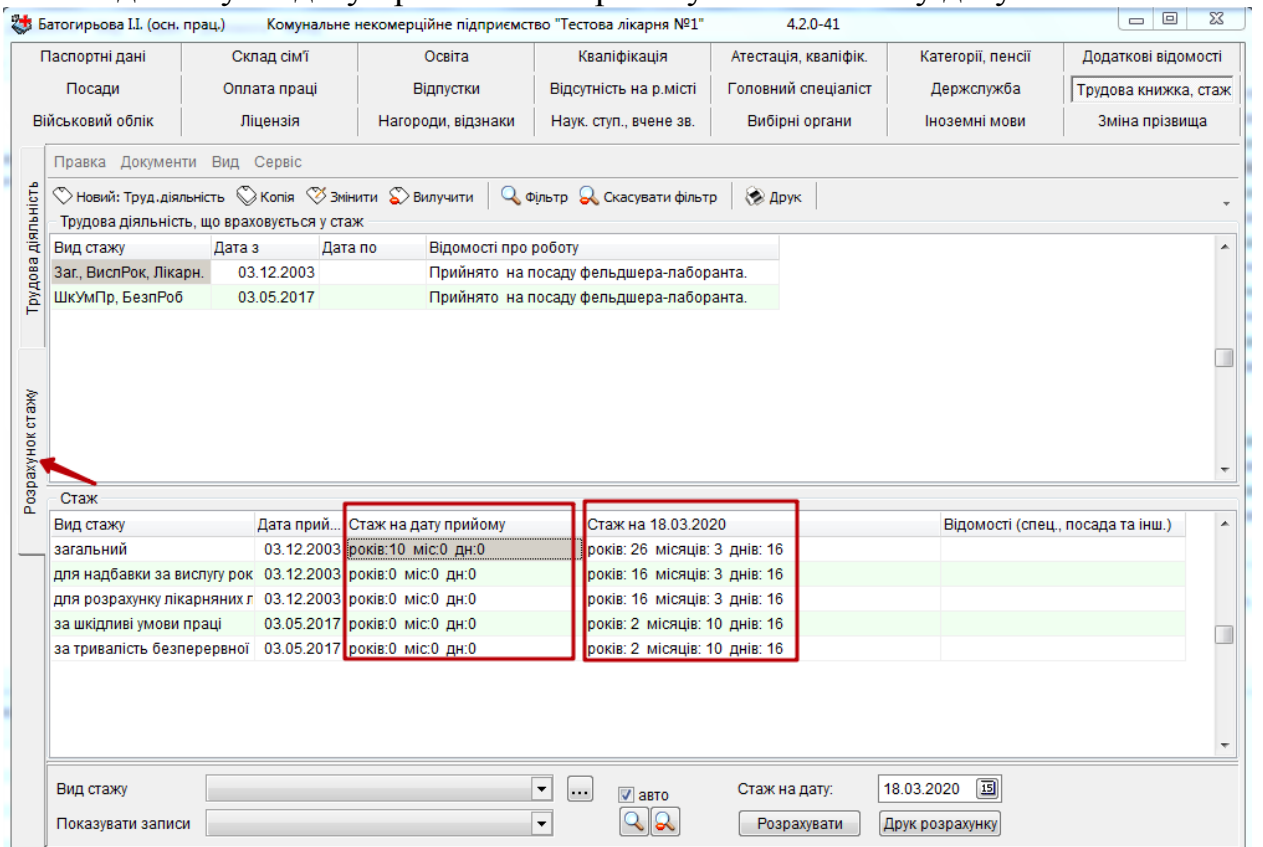 Батогирьова І.І. (осн. прац.) Комунальне некомерційне підприємство "Тестова лікарня №1" 4.2.0-41
Паспортні дані Склад сім'ї Освіта Кваліфікація Атестація, кваліфік. Категорії, пенсії Додаткові відомості
Посади Оплата праці Відпустки Відсутність на р.місті Головний спеціаліст Держслужба Трудова книжка, стаж
Військовий облік Ліцензія Нагороди, відзнаки Наук. ступ., вчене зв. Вибірні органи Іноземні мови Зміна прізвища
Трудова діяльність
Розрахунок стажу
Правка Документи Вид Сервіс
Новий: Труд.діяльність Копія Змінити Вилучити Фільтр Скасувати фільтр Друк
Трудова діяльність, що враховується у стаж
Вид стажу Дата з Дата по Відомості про роботу
Заг., ВислРок, Лікарн. 03.12.2003 Прийнято на посаду фельдшера-лаборанта.
ШкУмПр, БезпРоб 03.05.2017 Прийнято на посаду фельдшера-лаборанта.
Стаж
Вид стажу Дата прий... Стаж на дату прийому Стаж на 18.03.2020 Відомості (спец., посада та інш.)
загальний 03.12.2003 років:10 міс:0 дн:0 років: 26 місяців: 3 днів: 16
для надбавки за вислугу рок 03.12.2003 років:0 міс:0 дн:0 років: 16 місяців: 3 днів: 16
для розрахунку лікарняних л 03.12.2003 років:0 міс:0 дн:0 років: 16 місяців: 3 днів: 16
за шкідливі умови праці 03.05.2017 років:0 міс:0 дн:0 років: 2 місяців: 10 днів: 16
за тривалість безперервної 03.05.2017 років:0 міс:0 дн:0 років: 2 місяців: 10 днів: 16
Вид стажу ... авто Стаж на дату: 18.03.2020 15
Показувати записи Розрахувати Друк розрахунку